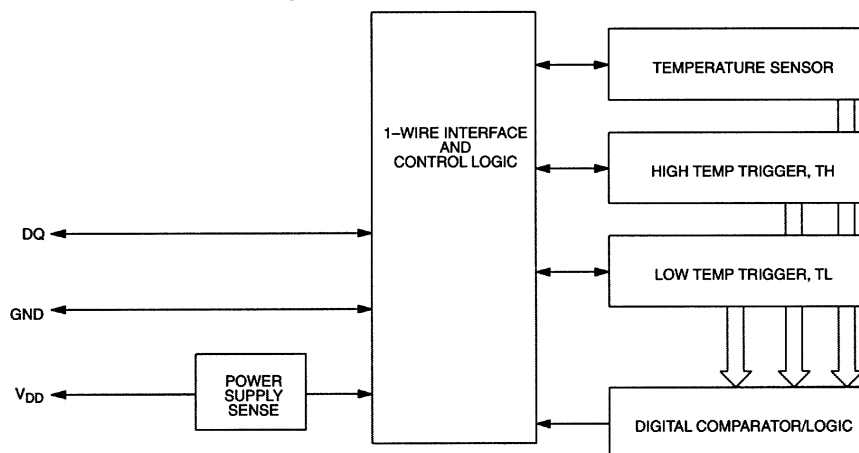 TEMPERATURE SENSOR
1–WIRE INTERFACE
AND
CONTROL LOGIC
HIGH TEMP TRIGGER, TH
DQ
LOW TEMP TRIGGER, TL
GND
VDD
POWER
SUPPLY
SENSE
DIGITAL COMPARATOR/LOGIC